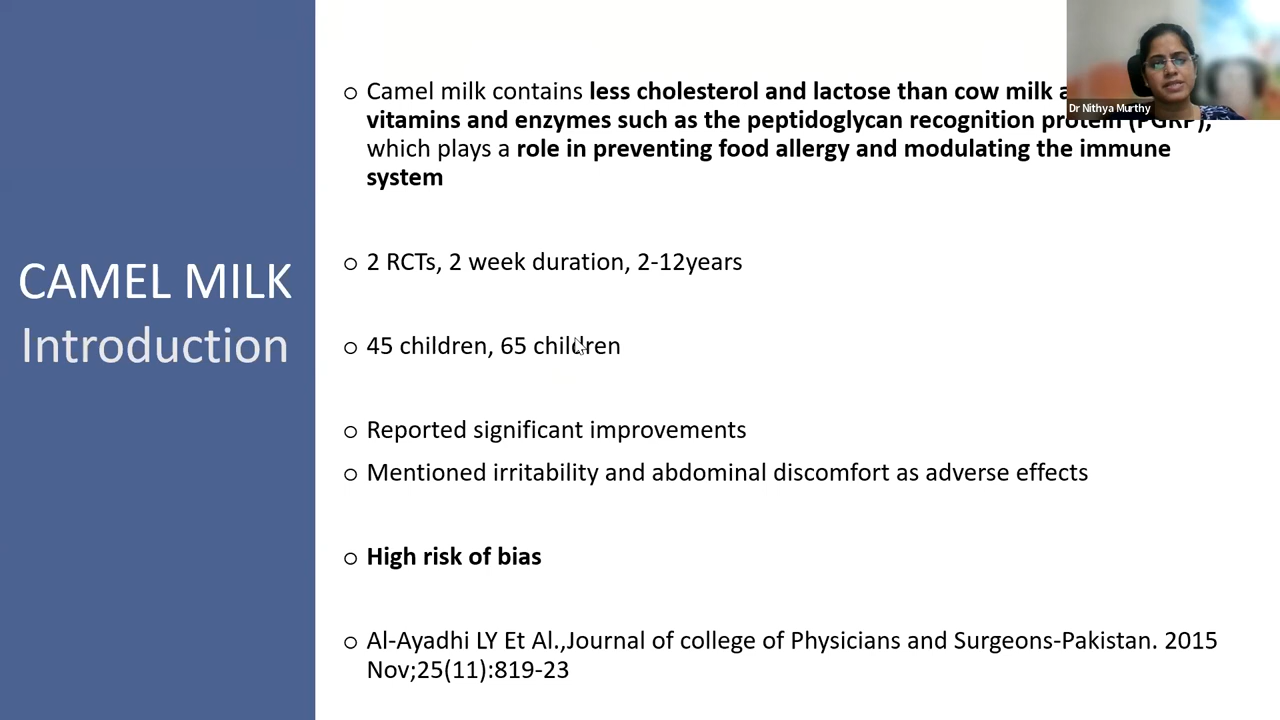 CAMEL MILK
Introduction
○ Camel milk contains less cholesterol and lactose than cow milk
vitamins and enzymes such as the peptidoglycan recognition protein (PGRP),
which plays a role in preventing food allergy and modulating the immune
system
○ 2 RCTs, 2 week duration, 2-12years
○ 45 children, 65 children
○ Reported significant improvements
○ Mentioned irritability and abdominal discomfort as adverse effects
○ High risk of bias
○ Al-Ayadhi LY Et Al.,Journal of college of Physicians and Surgeons-Pakistan. 2015
Nov;25(11):819-23
Dr Nithya Murthy